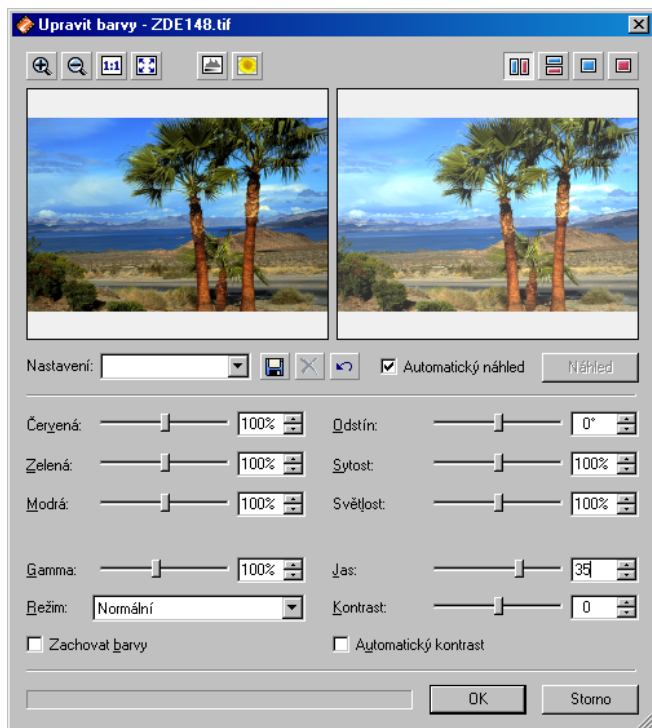 Upravit barvy - ZDE148.tif
1:1
Nastavení:
Automatický náhled
Náhled
Červená: 100%
Odstín: 0°
Zelená: 100%
Sytost: 100%
Modrá: 100%
Světlost: 100%
Gamma: 100%
Jas: 35
Režim: Normální
Kontrast: 0
Zachovat barvy
Automatický kontrast
OK
Storno